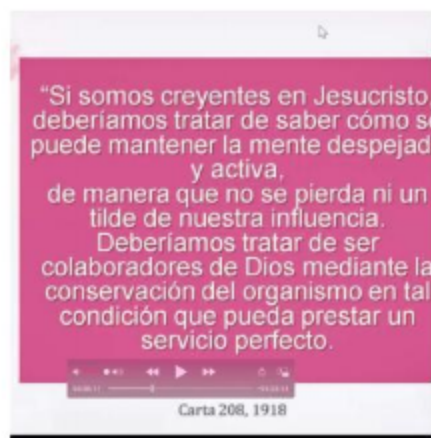 “Si somos creyentes en Jesucristo
deberíamos tratar de saber cómo s
puede mantener la mente despejad
y activa,
de manera que no se pierda ni un
tilde de nuestra influencia.
Deberíamos tratar de ser
colaboradores de Dios mediante la
conservación del organismo en tal
condición que pueda prestar un
servicio perfecto.
Carta 208, 1918